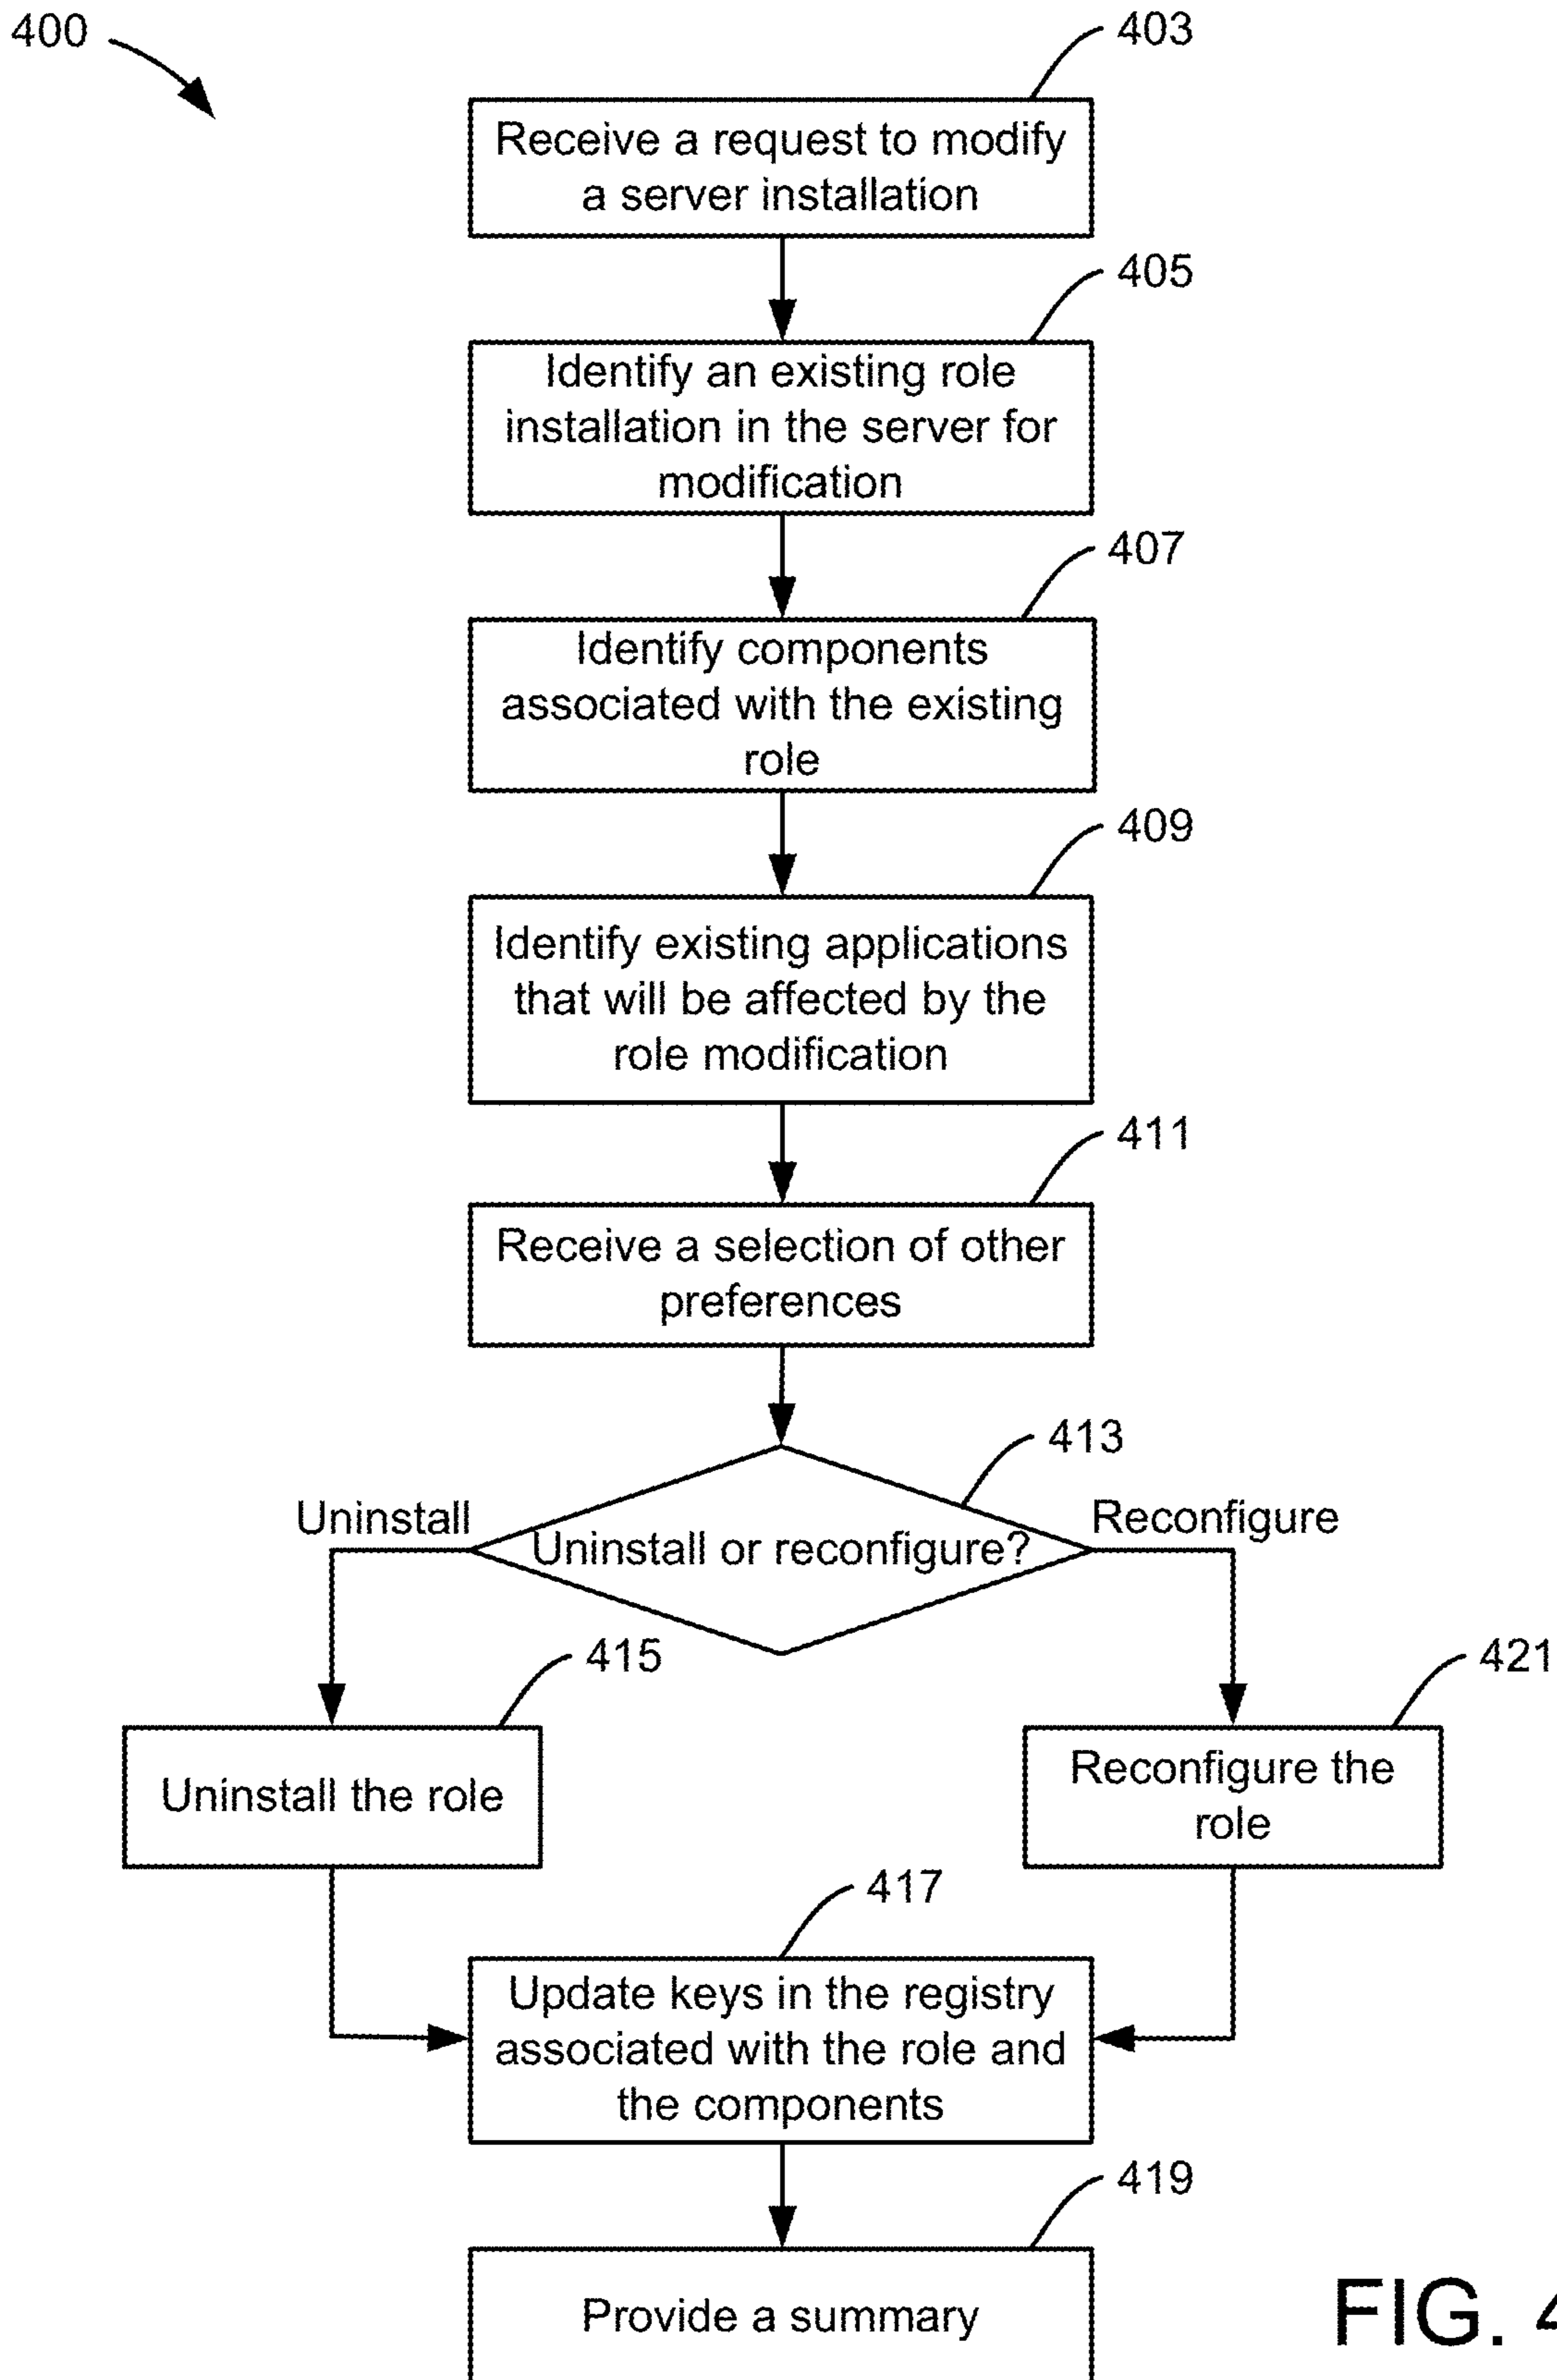 400
403
Receive a request to modify
a server installation
405
Identify an existing role
installation in the server for
modification
407
Identify components
associated with the existing
role
409
Identify existing applications
that will be affected by the
role modification
411
Receive a selection of other
preferences
413
Uninstall
Uninstall or reconfigure?
Reconfigure
415
Uninstall the role
421
Reconfigure the
role
417
Update keys in the registry
associated with the role and
the components
419
Provide a summary
FIG. 4